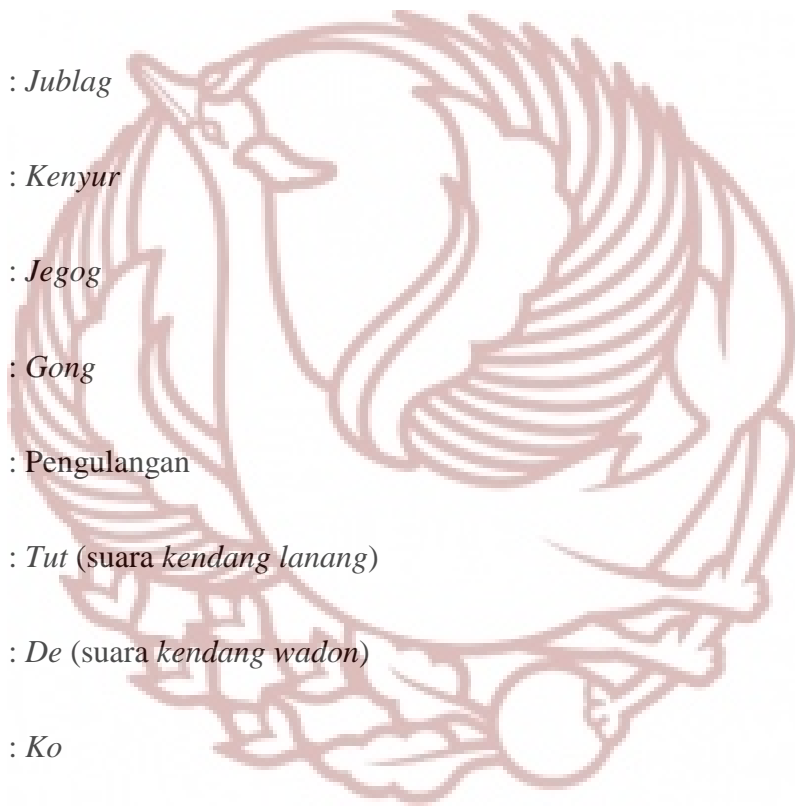 : Jublag
: Kenyur
: Jegog
: Gong
: Pengulangan
: Tut (suara kendang lanang)
: De (suara kendang wadon)
: Ko